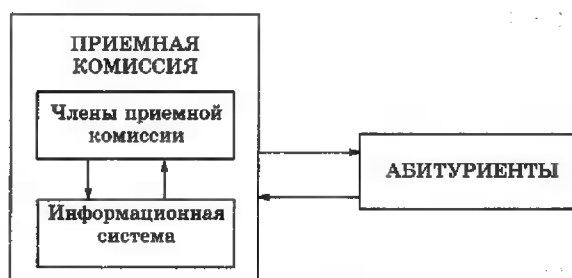 ПРИЕМНАЯ
КОМИССИЯ
Члены приемной
комиссии
Информационная
система
АБИТУРИЕНТЫ